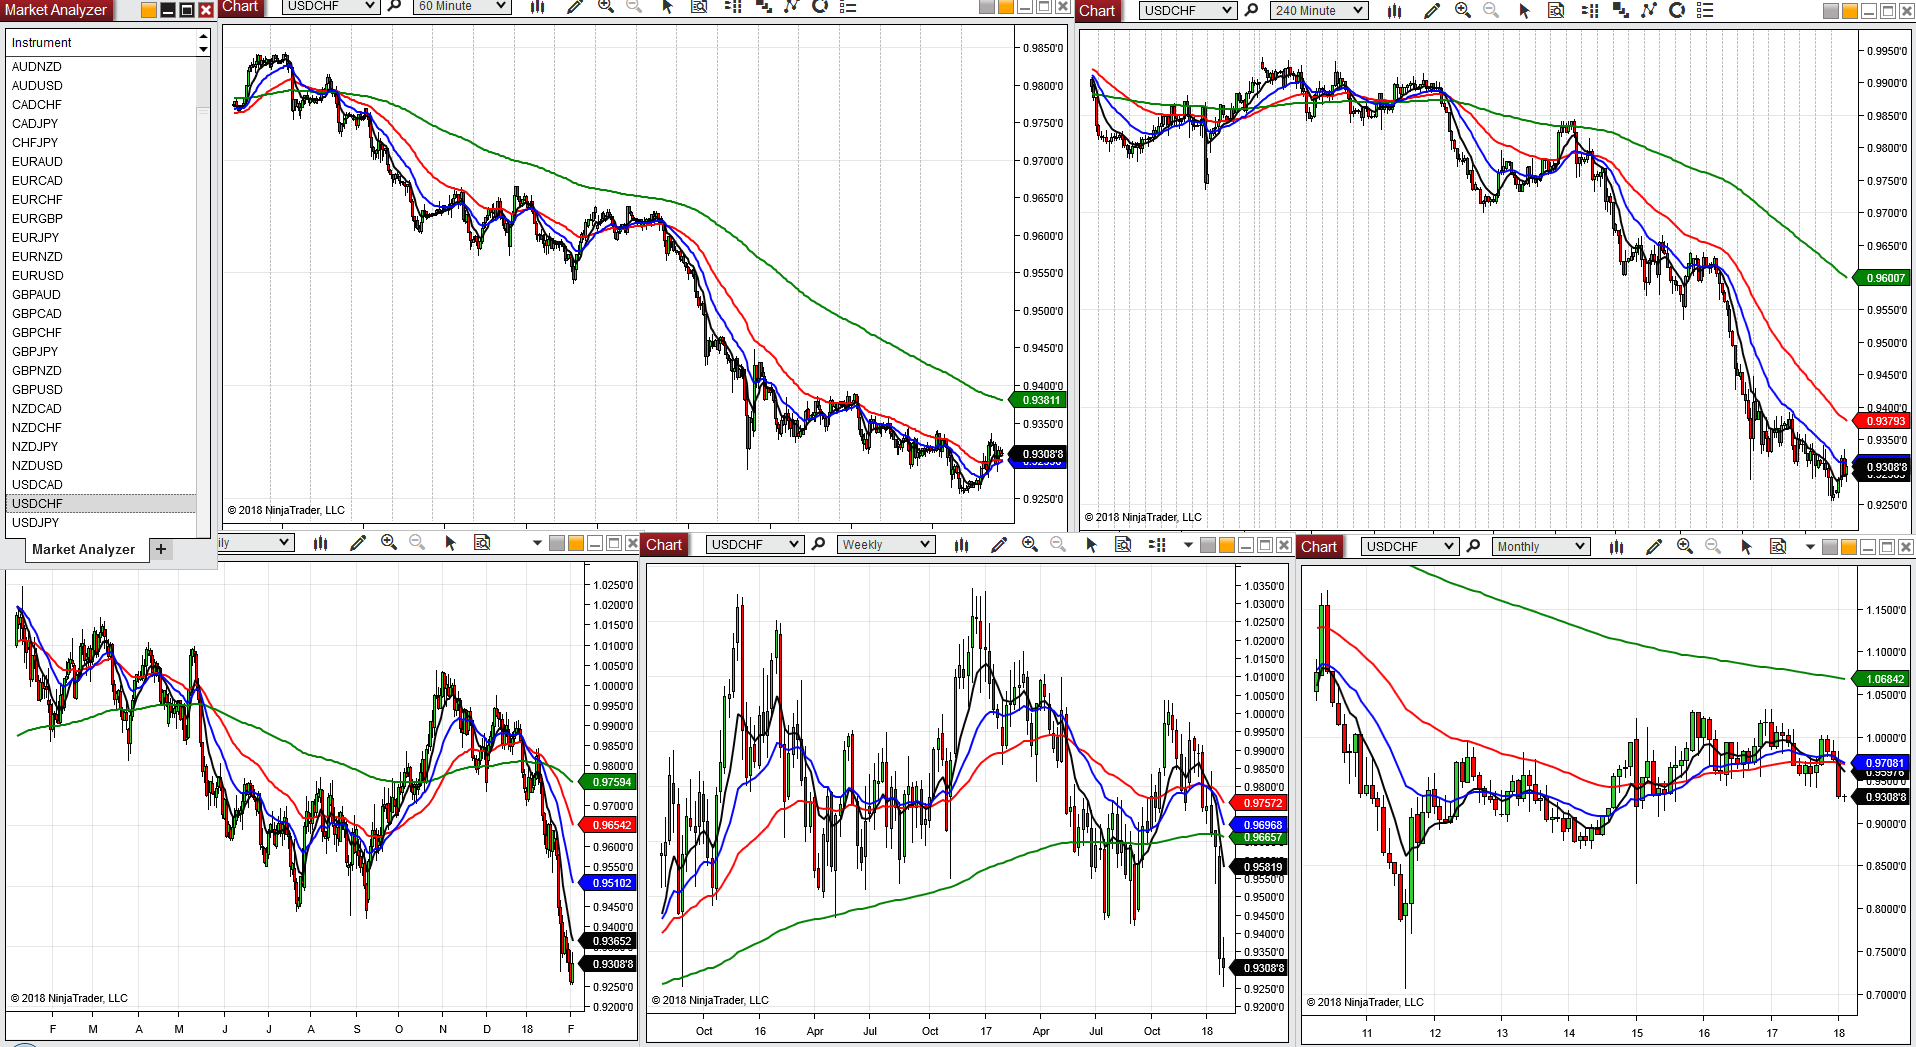 Market Analyzer
Instrument
AUDNZD
AUDUSD
CADCHF
CADJPY
CHFJPY
EURAUD
EURCAD
EURCHF
EURGBP
EURJPY
EURNZD
EURUSD
GBPAUD
GBPCAD
GBPCHF
GBPJPY
GBPNZD
GBPUSD
NZDCAD
NZDCHF
NZDJPY
NZDUSD
USDCAD
USDCHF
USDJPY
Market Analyzer +
Chart USDCHF 60 Minute
0.9850'0
0.9800'0
0.9750'0
0.9700'0
0.9650'0
0.9600'0
0.9550'0
0.9500'0
0.9450'0
0.9400'0
0.93811
0.9350'0
0.9308'8
0.9250'0
© 2018 NinjaTrader, LLC
Chart USDCHF 240 Minute
0.9950'0
0.9900'0
0.9850'0
0.9800'0
0.9750'0
0.9700'0
0.9650'0
0.96007
0.9550'0
0.9500'0
0.9450'0
0.9400'0
0.93793
0.9350'0
0.9308'8
0.9250'0
© 2018 NinjaTrader, LLC
ily
1.0250'0
1.0200'0
1.0150'0
1.0100'0
1.0050'0
1.0000'0
0.9950'0
0.9900'0
0.9850'0
0.9800'0
0.97594
0.9700'0
0.96542
0.9600'0
0.9550'0
0.95102
0.9450'0
0.9400'0
0.93652
0.9308'8
0.9250'0
0.9200'0
© 2018 NinjaTrader, LLC
F M A M J J A S O N D 18 F
Chart USDCHF Weekly
1.0350'0
1.0300'0
1.0250'0
1.0200'0
1.0150'0
1.0100'0
1.0050'0
1.0000'0
0.9950'0
0.9900'0
0.9850'0
0.9800'0
0.97572
0.96968
0.96657
0.95819
0.9550'0
0.9500'0
0.9450'0
0.9400'0
0.9350'0
0.9308'8
0.9250'0
0.9200'0
© 2018 NinjaTrader, LLC
Oct 16 Apr Jul Oct 17 Apr Jul Oct 18
Chart USDCHF Monthly
1.1500'0
1.1000'0
1.06842
1.0500'0
1.0000'0
0.97081
0.9308'8
0.9000'0
0.8500'0
0.8000'0
0.7500'0
0.7000'0
© 2018 NinjaTrader, LLC
11 12 13 14 15 16 17 18